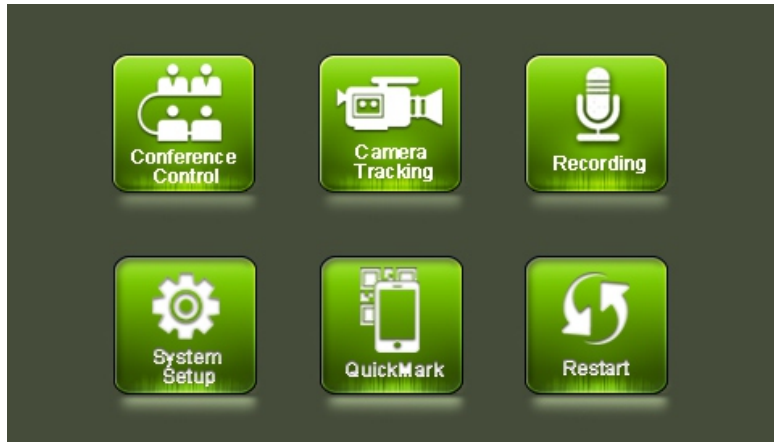 Conference
Control
Camera
Tracking
Recording
System
Setup
QuickMark
Restart